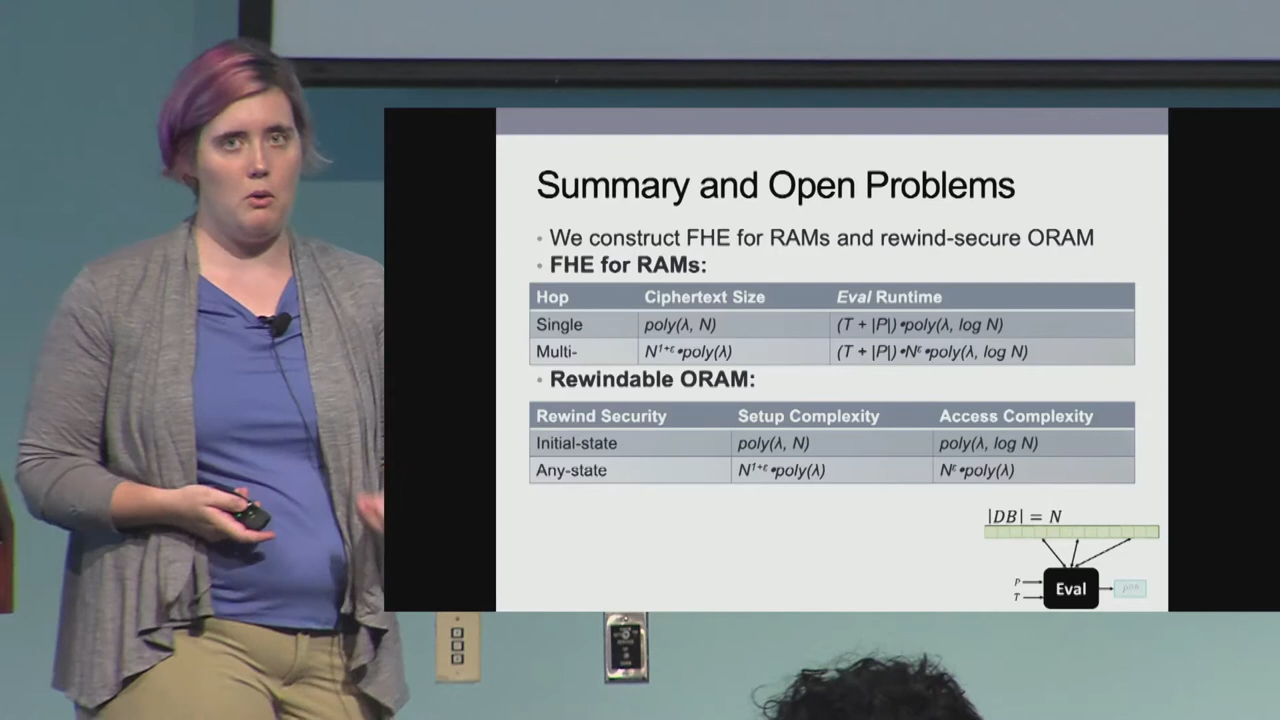 Summary and Open Problems
• We construct FHE for RAMs and rewind-secure ORAM
• FHE for RAMs:
Hop Ciphertext Size Eval Runtime
Single poly(λ, N) (T + |P|)•poly(λ, log N)
Multi- N¹⁺ᵋ•poly(λ) (T + |P|)•Nᵋ•poly(λ, log N)
• Rewindable ORAM:
Rewind Security Setup Complexity Access Complexity
Initial-state poly(λ, N) poly(λ, log N)
Any-state N¹⁺ᵋ•poly(λ) Nᵋ•poly(λ)
|DB| = N
P
Eval
T